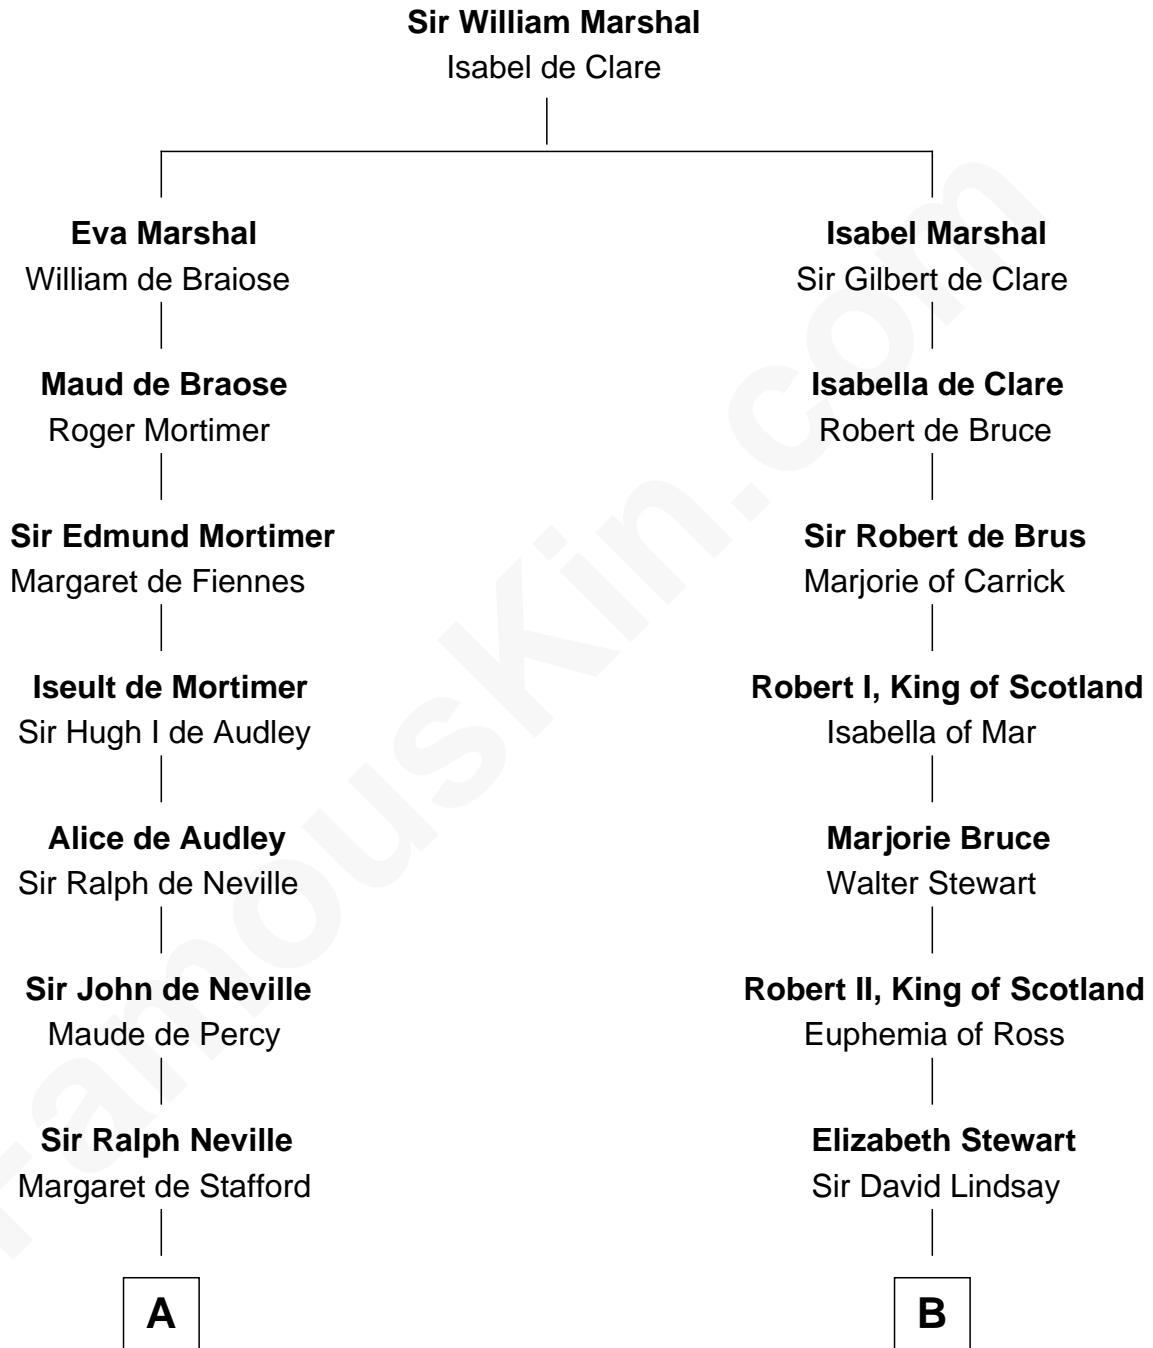 Sir William Marshal
Isabel de Clare
Eva Marshal
William de Braiose
Isabel Marshal
Sir Gilbert de Clare
Maud de Braose
Roger Mortimer
Isabella de Clare
Robert de Bruce
Sir Edmund Mortimer
Margaret de Fiennes
Sir Robert de Brus
Marjorie of Carrick
Iseult de Mortimer
Sir Hugh I de Audley
Robert I, King of Scotland
Isabella of Mar
Alice de Audley
Sir Ralph de Neville
Marjorie Bruce
Walter Stewart
Sir John de Neville
Maude de Percy
Robert II, King of Scotland
Euphemia of Ross
Sir Ralph Neville
Margaret de Stafford
Elizabeth Stewart
Sir David Lindsay
A
B
FamousKin.com